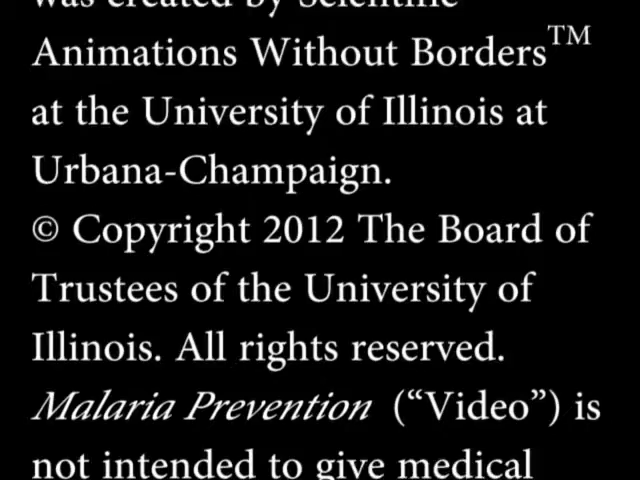 was created by Scientific
Animations Without Borders™
at the University of Illinois at
Urbana-Champaign.
© Copyright 2012 The Board of
Trustees of the University of
Illinois. All rights reserved.
Malaria Prevention (“Video”) is
not intended to give medical